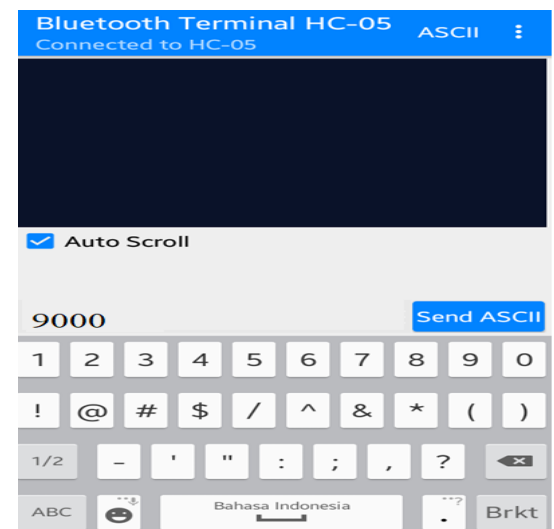 Bluetooth Terminal HC-05 ASCII
Connected to HC-05
Auto Scroll
9000 Send ASCII
1 2 3 4 5 6 7 8 9 0
! @ # $ / ^ & * ( )
1/2 - ' " : ; , ?
ABC Bahasa Indonesia . Brkt